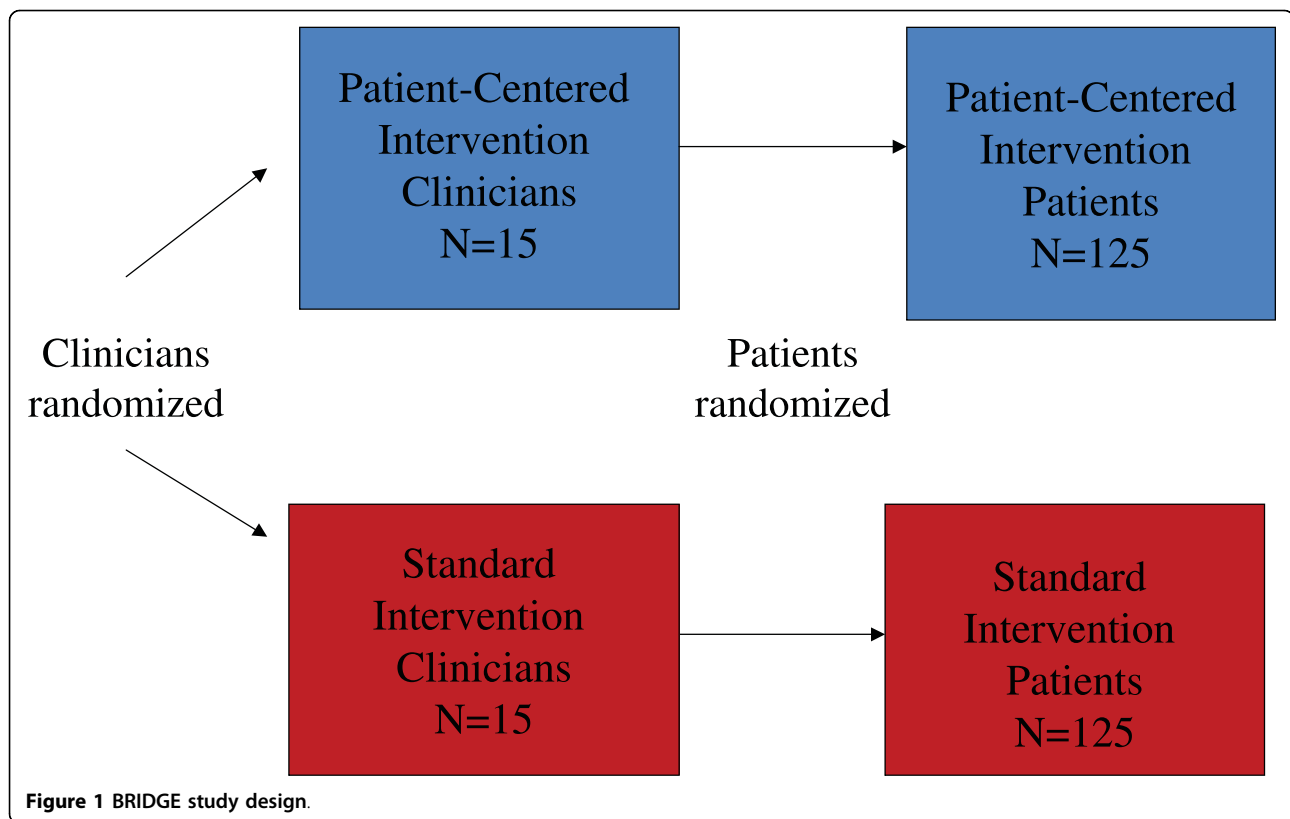 Patient-Centered
Intervention
Clinicians
N=15
Patient-Centered
Intervention
Patients
N=125
Clinicians
randomized
Patients
randomized
Standard
Intervention
Clinicians
N=15
Standard
Intervention
Patients
N=125
Figure 1 BRIDGE study design.